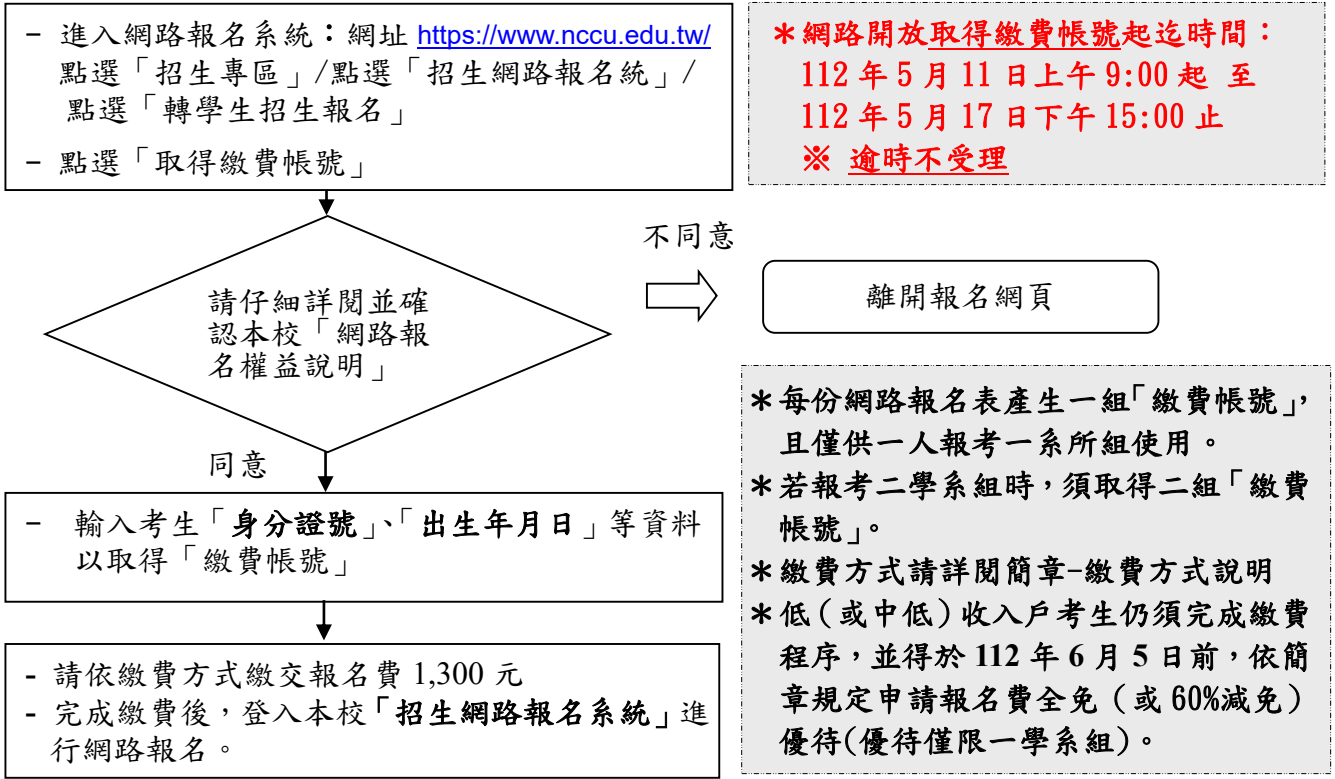 - 進入網路報名系統：網址 https://www.nccu.edu.tw/
點選「招生專區」/點選「招生網路報名統」/
點選「轉學生招生報名」
- 點選「取得繳費帳號」
＊網路開放取得繳費帳號起迄時間：
112 年 5 月 11 日上午 9:00 起 至
112 年 5 月 17 日下午 15:00 止
※ 逾時不受理
不同意
請仔細詳閱並確
認本校「網路報
名權益說明」
離開報名網頁
同意
- 輸入考生「身分證號」、「出生年月日」等資料
以取得「繳費帳號」
- 請依繳費方式繳交報名費 1,300 元
- 完成繳費後，登入本校「招生網路報名系統」進
行網路報名。
＊每份網路報名表產生一組「繳費帳號」，
且僅供一人報考一系所組使用。
＊若報考二學系組時，須取得二組「繳費
帳號」。
＊繳費方式請詳閱簡章-繳費方式說明
＊低（或中低）收入戶考生仍須完成繳費
程序，並得於 112 年 6 月 5 日前，依簡
章規定申請報名費全免（或 60%減免）
優待(優待僅限一學系組)。